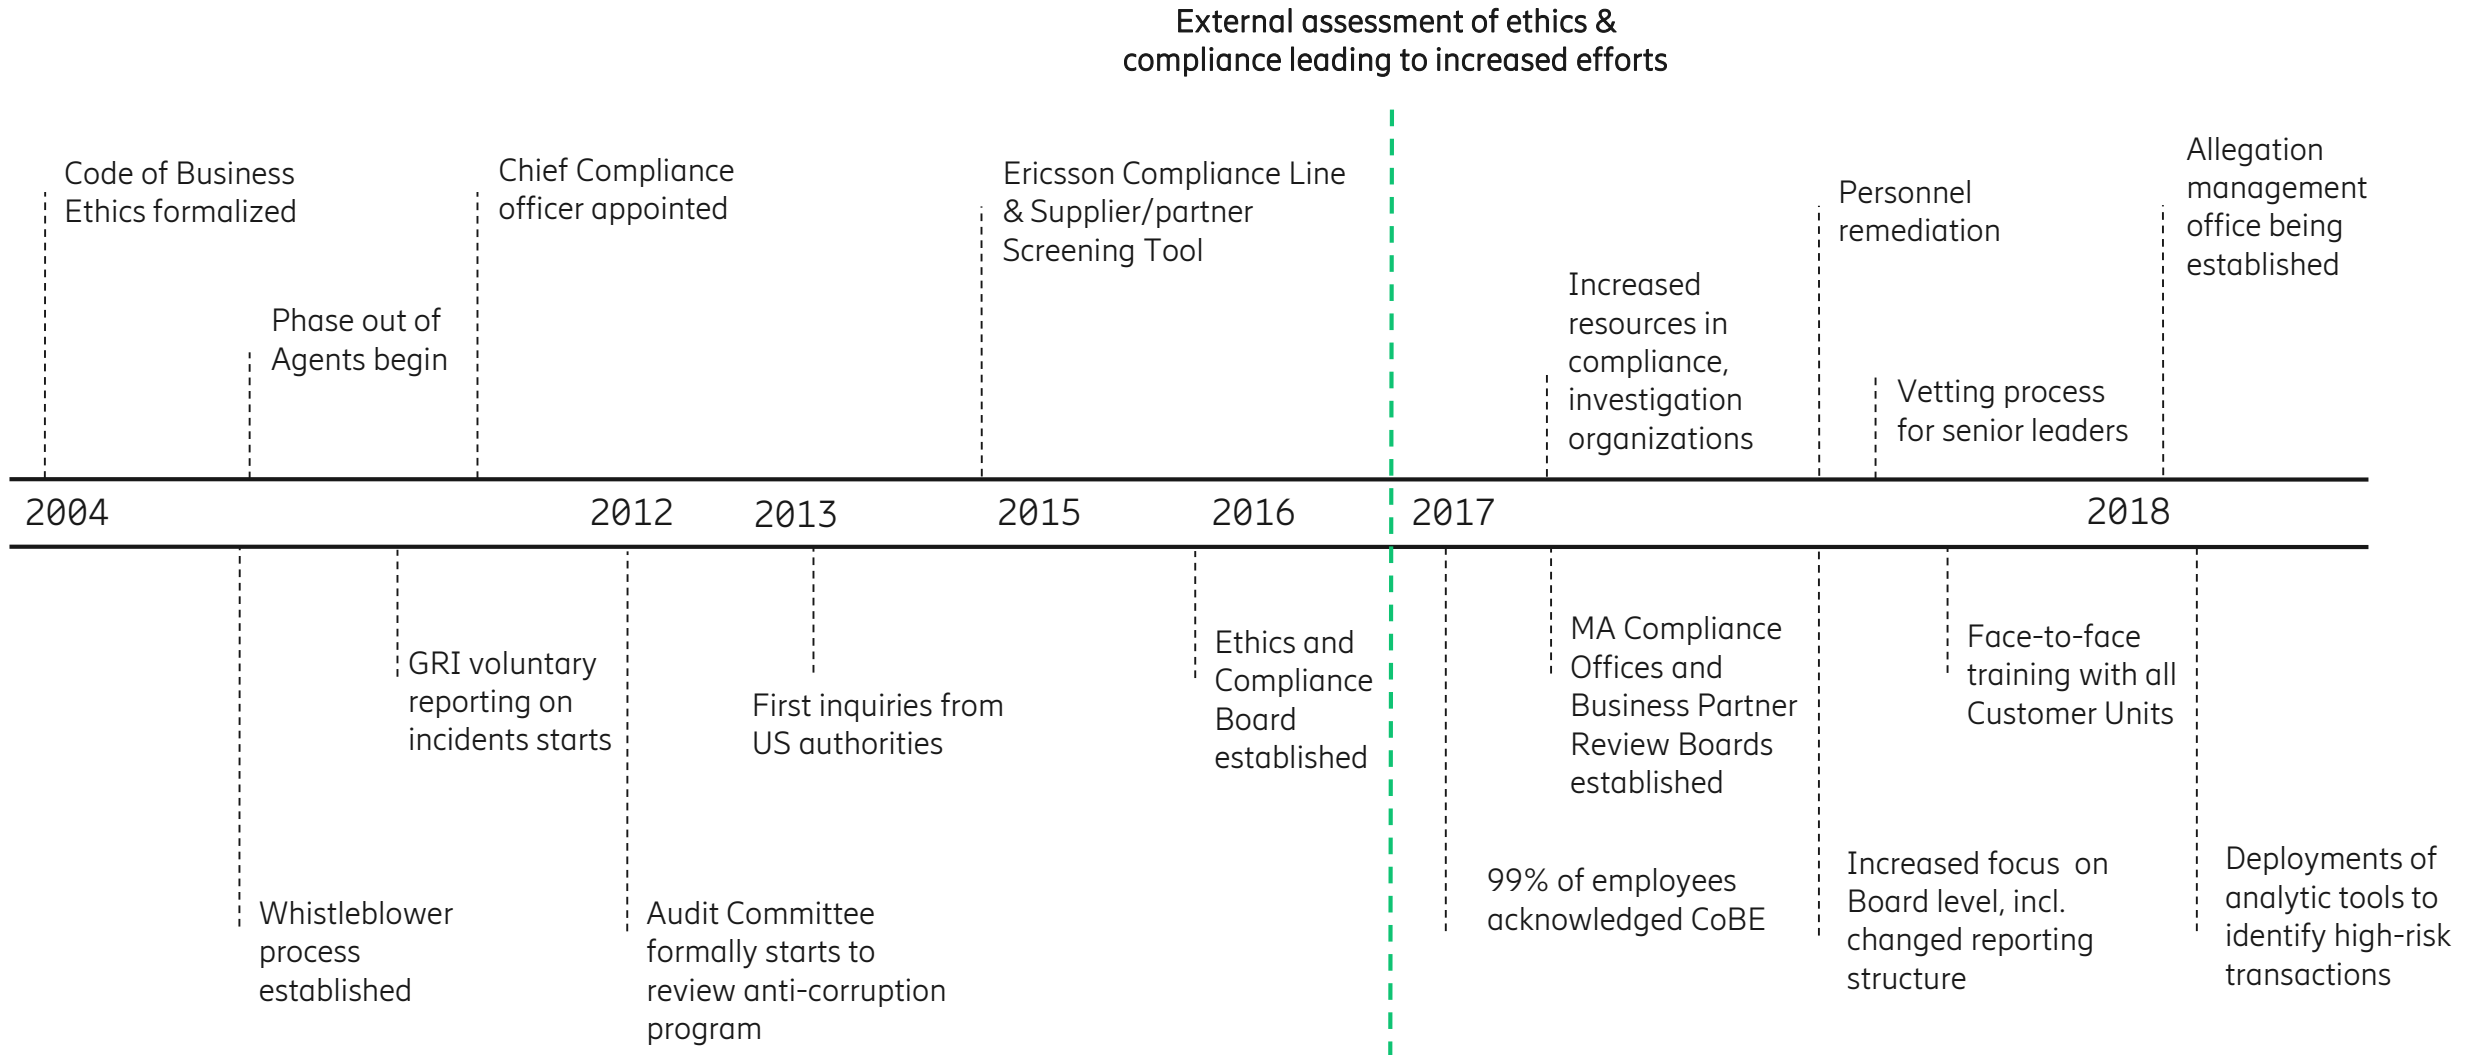 External assessment of ethics &
compliance leading to increased efforts
Code of Business
Ethics formalized
Phase out of
Agents begin
Chief Compliance
officer appointed
Ericsson Compliance Line
& Supplier/partner
Screening Tool
Increased
resources in
compliance,
investigation
organizations
Personnel
remediation
Vetting process
for senior leaders
Allegation
management
office being
established
2004
2012
2013
2015
2016
2017
2018
Whistleblower
process
established
GRI voluntary
reporting on
incidents starts
Audit Committee
formally starts to
review anti-corruption
program
First inquiries from
US authorities
Ethics and
Compliance
Board
established
99% of employees
acknowledged CoBE
MA Compliance
Offices and
Business Partner
Review Boards
established
Increased focus on
Board level, incl.
changed reporting
structure
Face-to-face
training with all
Customer Units
Deployments of
analytic tools to
identify high-risk
transactions